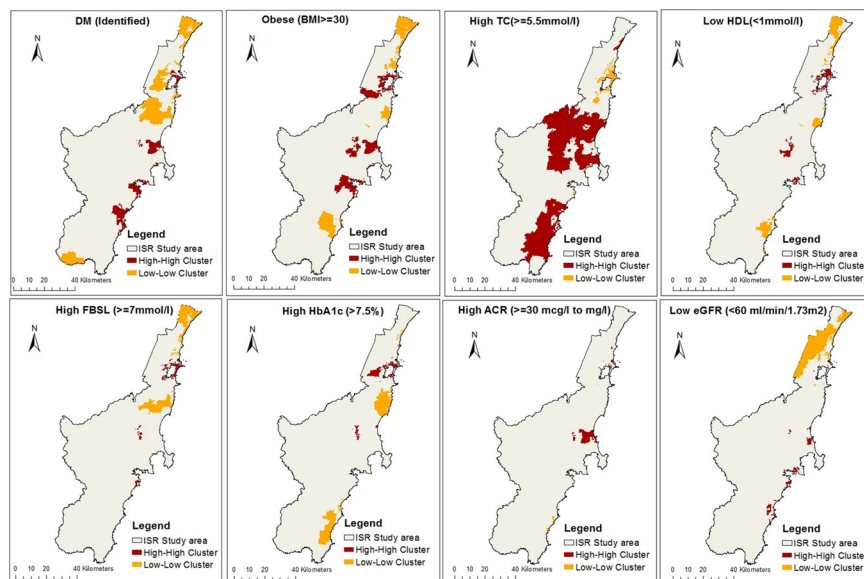 DM (Identified)
N
Legend
ISR Study area
High-High Cluster
Low-Low Cluster
0 10 20 40 Kilometers
Obese (BMI>=30)
N
Legend
ISR Study area
High-High Cluster
Low-Low Cluster
0 10 20 40 Kilometers
High TC(>=5.5mmol/l)
N
Legend
ISR Study area
High-High Cluster
Low-Low Cluster
0 10 20 40 Kilometers
Low HDL(<1mmol/l)
N
Legend
ISR Study area
High-High Cluster
Low-Low Cluster
0 10 20 40 Kilometers
High FBSL (>=7mmol/l)
N
Legend
ISR Study area
High-High Cluster
Low-Low Cluster
0 10 20 40 Kilometers
High HbA1c (>7.5%)
N
Legend
ISR Study area
High-High Cluster
Low-Low Cluster
0 10 20 40 Kilometers
High ACR (>=30 mcg/l to mg/l)
N
Legend
ISR Study area
High-High Cluster
Low-Low Cluster
0 10 20 40 Kilometers
Low eGFR (<60 ml/min/1.73m2)
N
Legend
ISR Study area
High-High Cluster
Low-Low Cluster
0 10 20 40 Kilometers